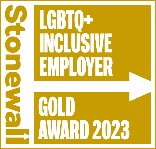 Stonewall
LGBTQ+
INCLUSIVE
EMPLOYER
GOLD
AWARD 2023